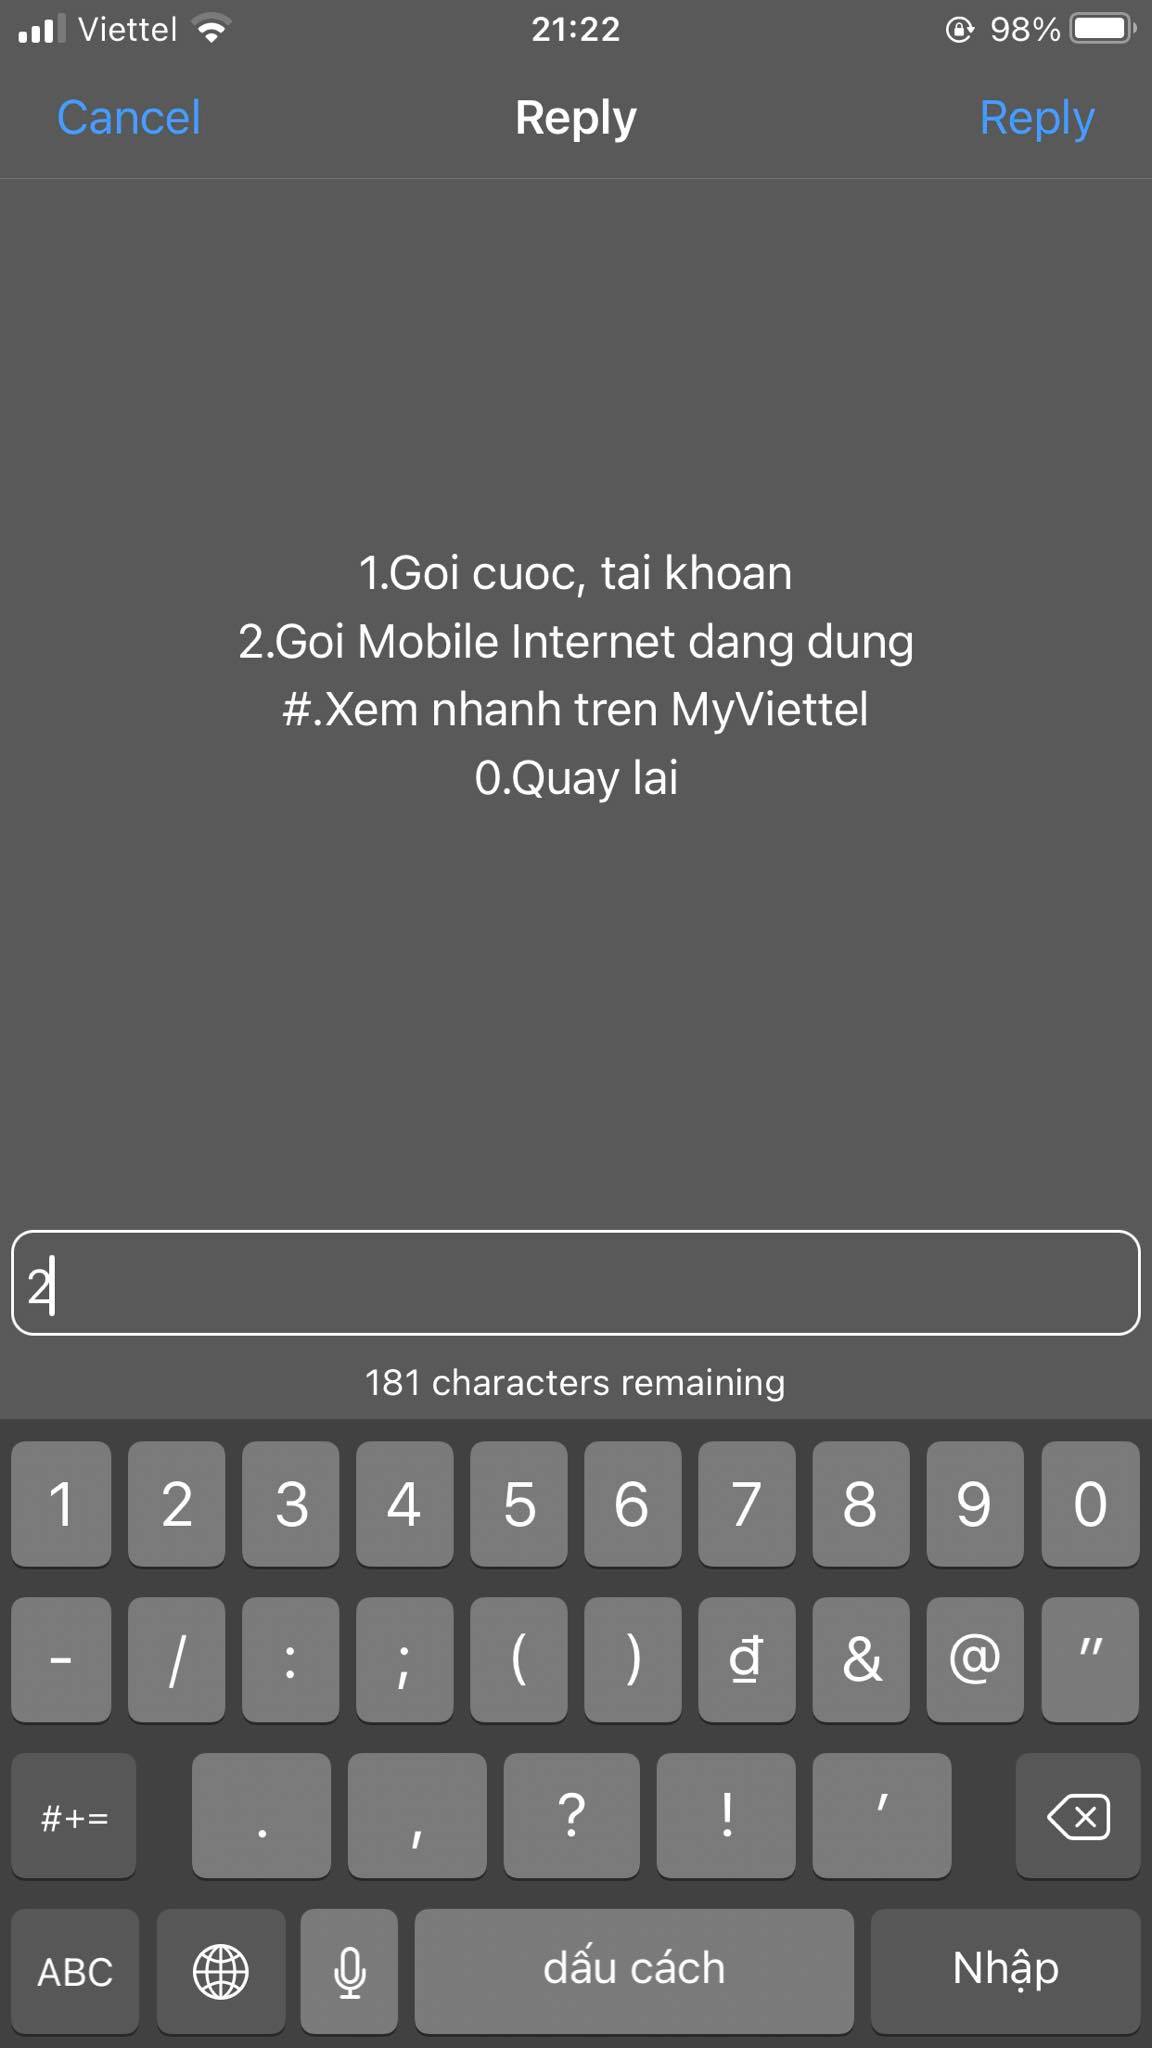 Viettel 21:22 98%
Cancel Reply Reply
1.Goi cuoc, tai khoan
2.Goi Mobile Internet dang dung
#.Xem nhanh tren MyViettel
0.Quay lai
2
181 characters remaining
1 2 3 4 5 6 7 8 9 0
- / : ; ( ) ₫ & @ "
#+= . , ? ! '
ABC dấu cách Nhập